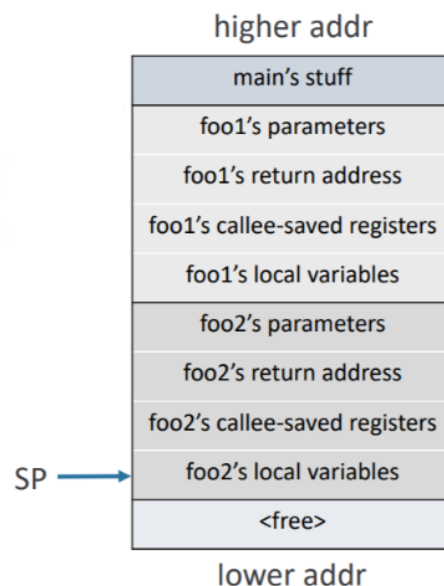 higher addr
main’s stuff
foo1’s parameters
foo1’s return address
foo1’s callee-saved registers
foo1’s local variables
foo2’s parameters
foo2’s return address
foo2’s callee-saved registers
SP
foo2’s local variables
<free>
lower addr